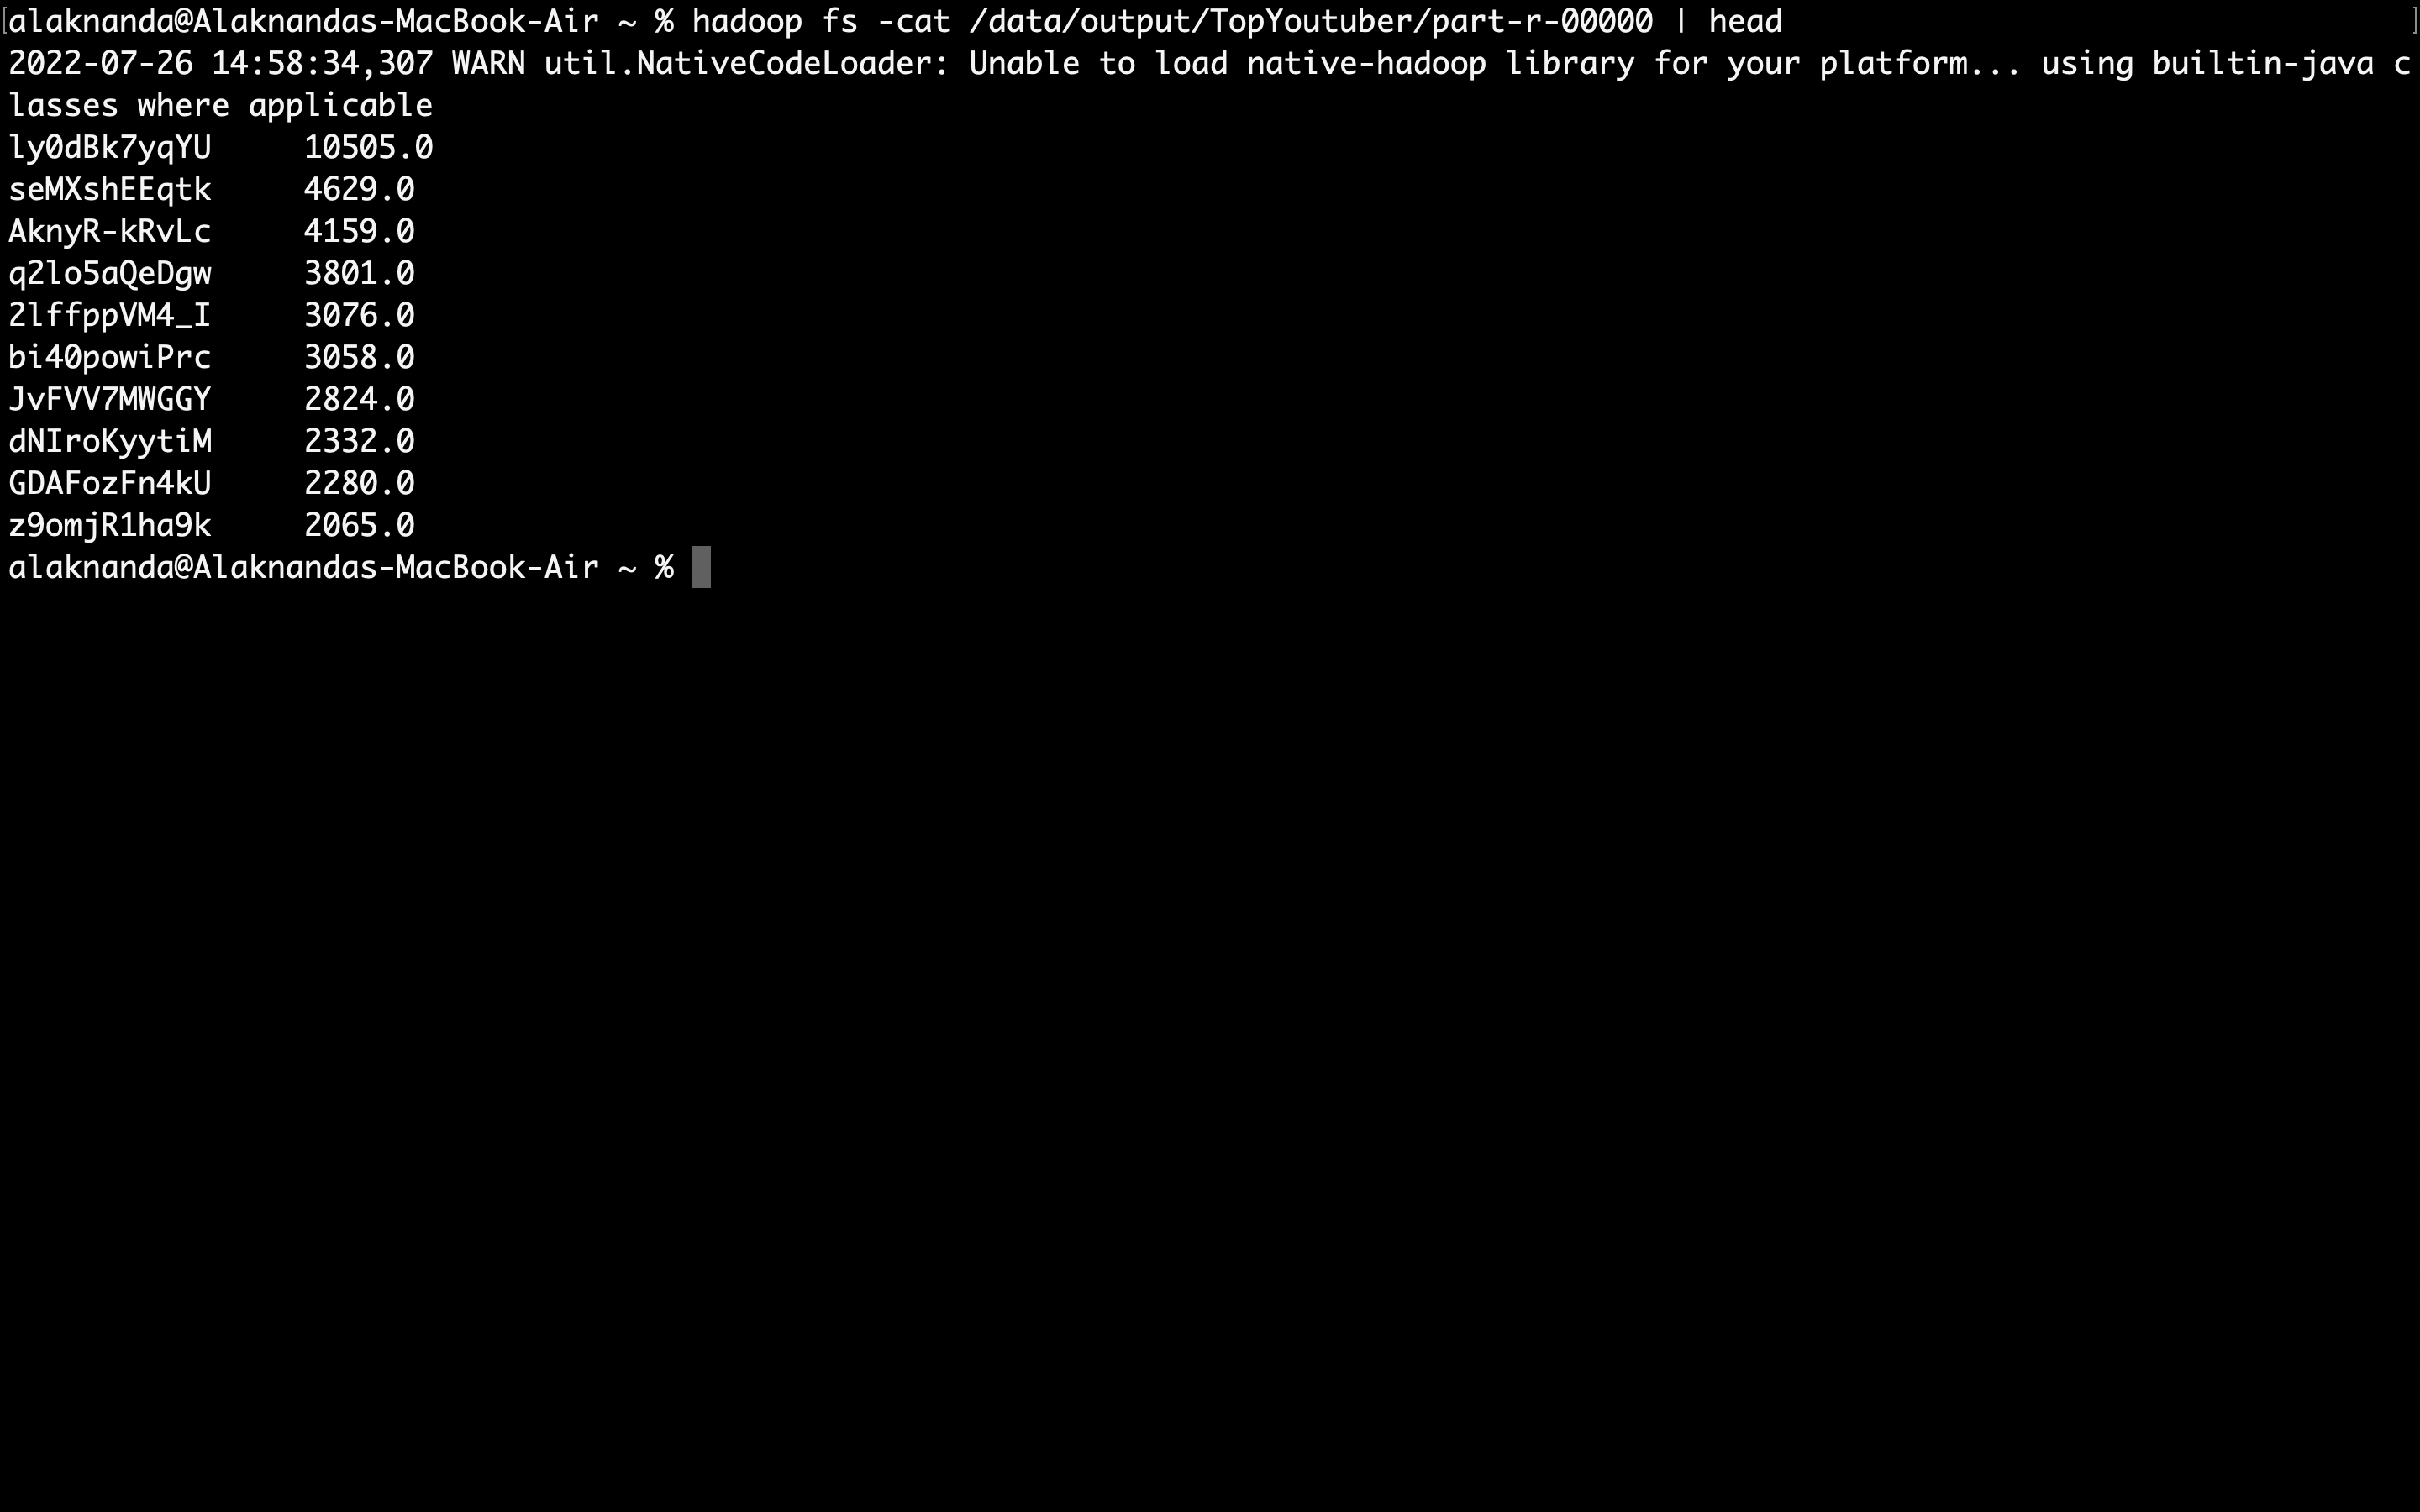 [alaknanda@Alaknandas-MacBook-Air ~ % hadoop fs -cat /data/output/TopYoutuber/part-r-00000 | head ]
2022-07-26 14:58:34,307 WARN util.NativeCodeLoader: Unable to load native-hadoop library for your platform... using builtin-java c
lasses where applicable
ly0dBk7yqYU 10505.0
seMXshEEqtk 4629.0
AknyR-kRvLc 4159.0
q2lo5aQeDgw 3801.0
2lffppVM4_I 3076.0
bi40powiPrc 3058.0
JvFVV7MWGGY 2824.0
dNIroKyytiM 2332.0
GDAFozFn4kU 2280.0
z9omjR1ha9k 2065.0
alaknanda@Alaknandas-MacBook-Air ~ %